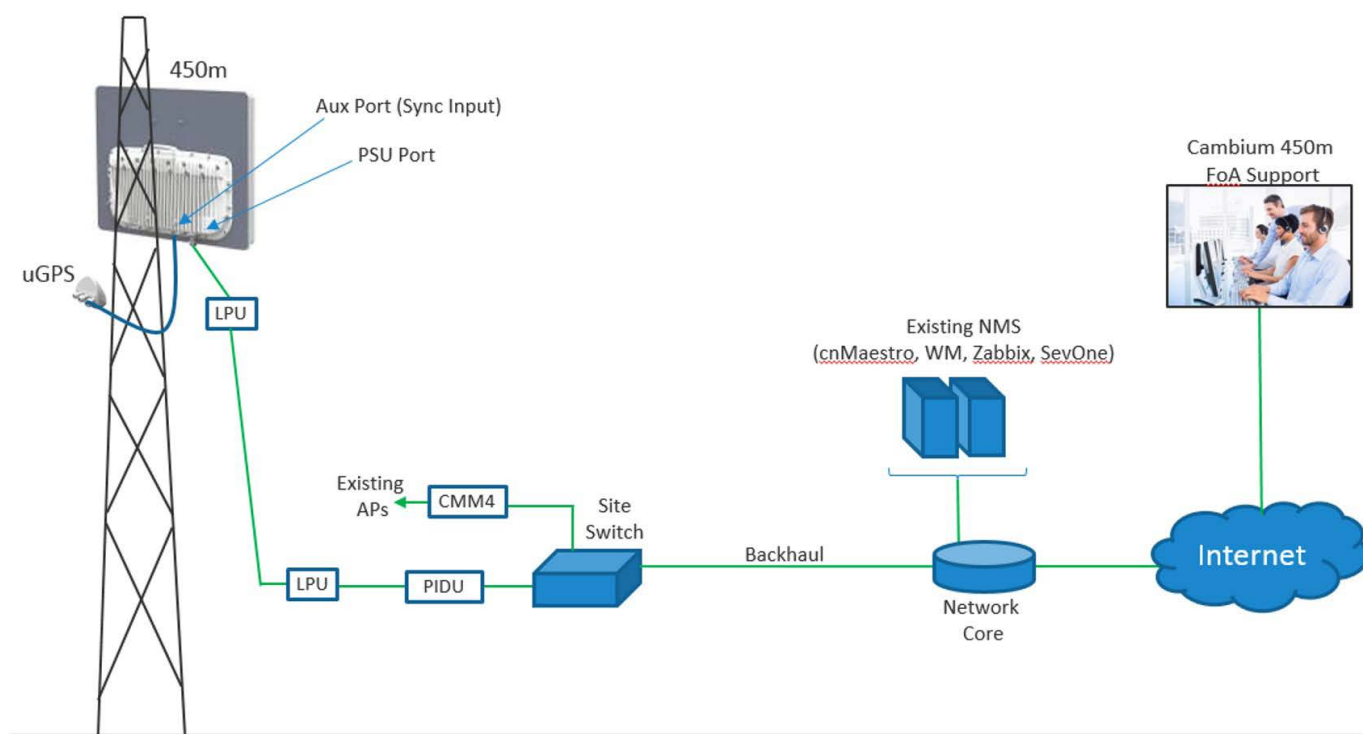 450m
Aux Port (Sync Input)
PSU Port
uGPS
LPU
Cambium 450m
FoA Support
Existing NMS
(cnMaestro, WM, Zabbix, SevOne)
Existing
APs
CMM4
Site
Switch
LPU
PIDU
Backhaul
Network
Core
Internet